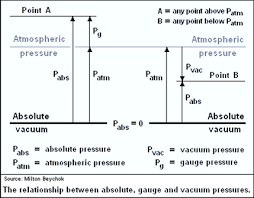 Point A
A = any point above Patm
B = any point below Patm
Pg
Atmospheric
pressure
Atmospheric
pressure
Pabs
Patm
Patm
Pvac
Point B
Pabs
Absolute
vacuum
Pabs = 0
Absolute
vacuum
Pabs = absolute pressure
Pvac = vacuum pressure
Patm = atmospheric pressure
Pg = gauge pressure
Source: Milton Beychok
The relationship between absolute, gauge and vacuum pressures.